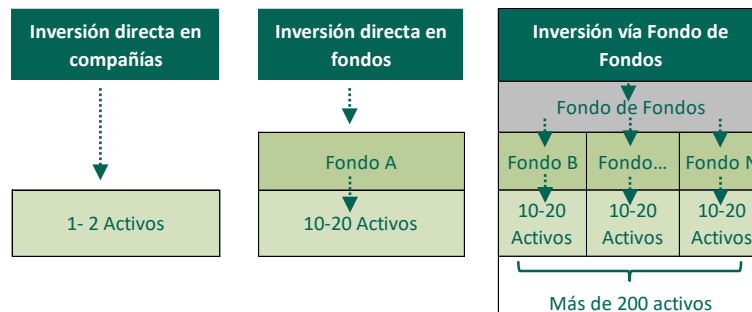 Inversión directa en
compañías
Inversión directa en
fondos
Inversión vía Fondo de
Fondos
Fondo de Fondos
Fondo A
Fondo B
Fondo...
Fondo N
1- 2 Activos
10-20 Activos
10-20
Activos
10-20
Activos
10-20
Activos
Más de 200 activos